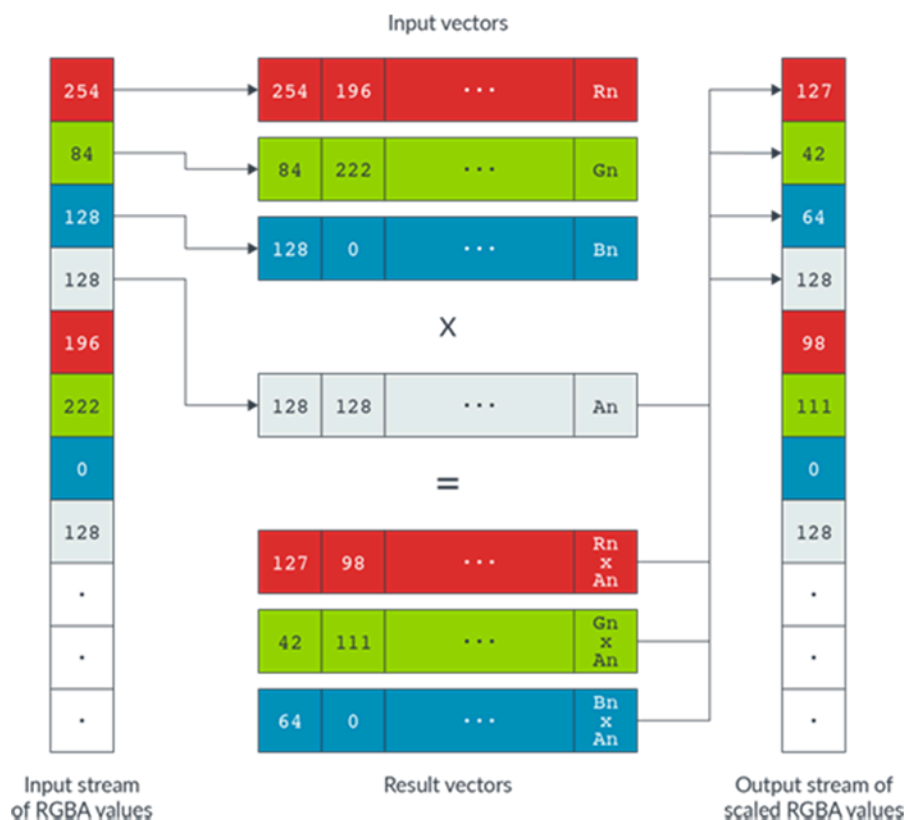 Input vectors
254
84
128
128
196
222
0
128
.
.
.
Input stream
of RGBA values
254 196 ... Rn
84 222 ... Gn
128 0 ... Bn
X
128 128 ... An
=
127 98 ... Rn x An
42 111 ... Gn x An
64 0 ... Bn x An
Result vectors
127
42
64
128
98
111
0
128
.
.
.
Output stream of
scaled RGBA values